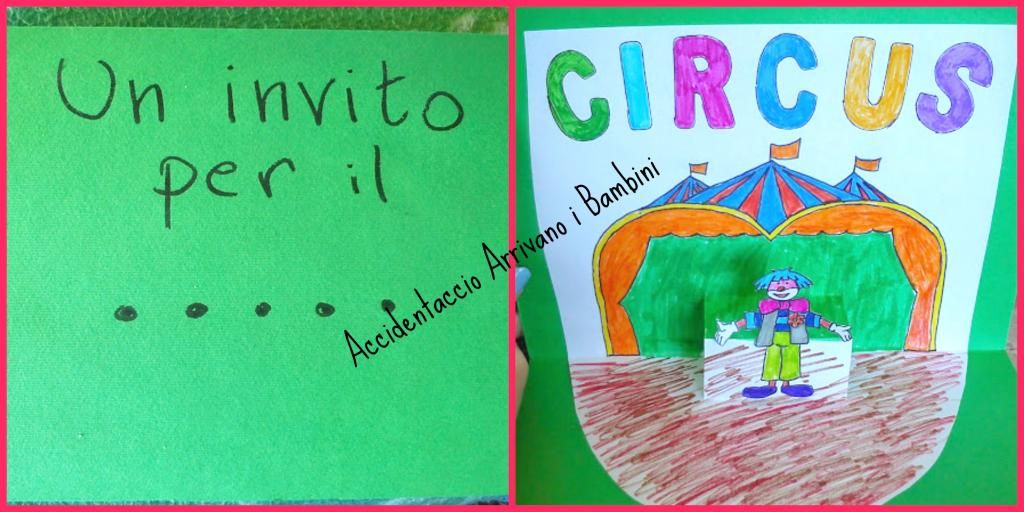 Un invito
per il
.....
CIRCUS
Accidentaccio Arrivano i Bambini